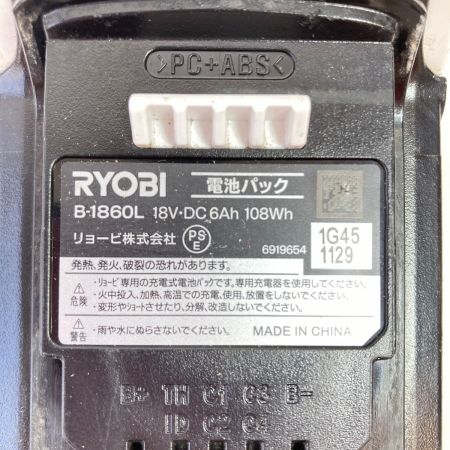 >PC+ABS<
RYOBI 電池パック
B-1860L 18V・DC 6Ah 108Wh
リョービ株式会社 PS E
6919654
1G45
1129
発熱、発火、破裂の恐れがあります。
危険
・リョービ専用の充電式電池パックです。専用充電器を使用してください。
・火中投入、加熱、高温での充電、使用、放置をしないでください。
・変形やショートさせたり、分解、改造しないでください。
警告 ・雨や水にぬらさないでください。 MADE IN CHINA
B+ TH C1 C3 B-
ID C2 C4